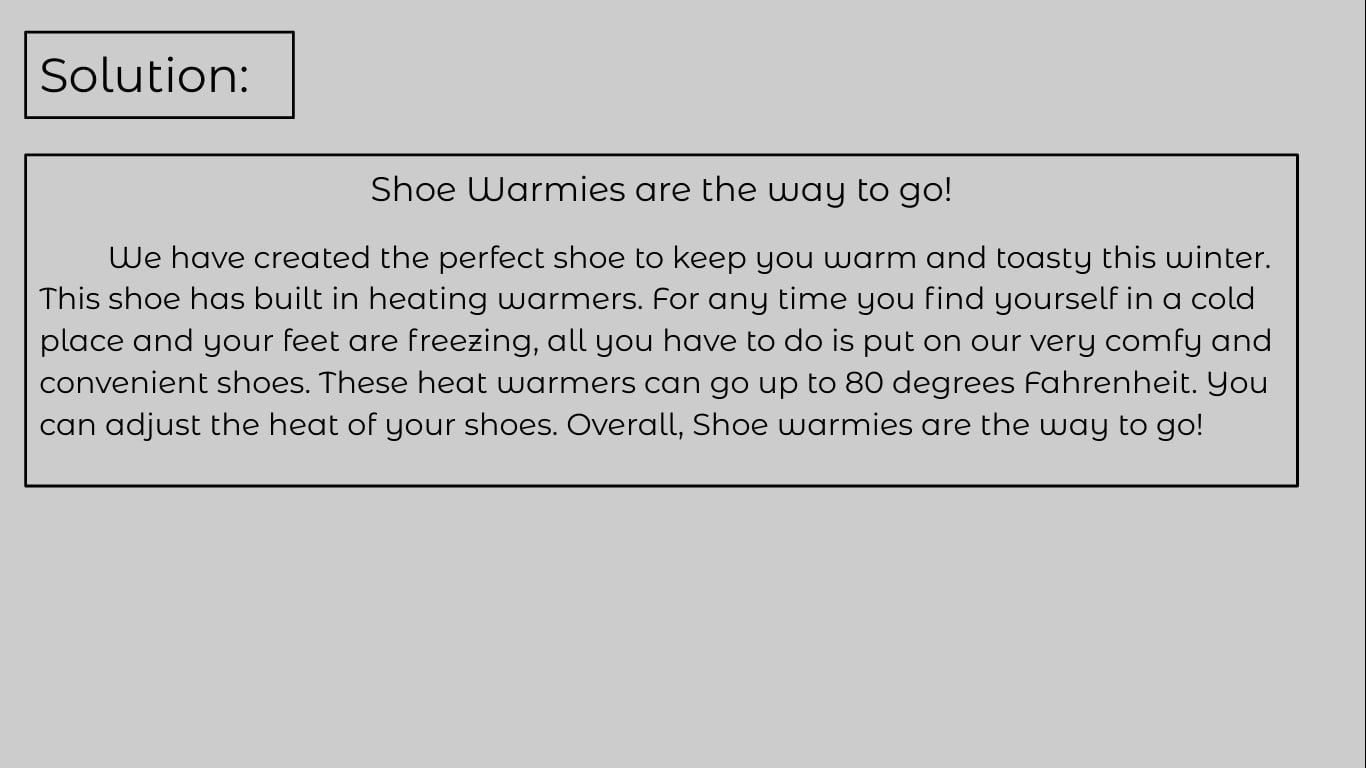 Solution:
Shoe Warmies are the way to go!
We have created the perfect shoe to keep you warm and toasty this winter.
This shoe has built in heating warmers. For any time you find yourself in a cold
place and your feet are freezing, all you have to do is put on our very comfy and
convenient shoes. These heat warmers can go up to 80 degrees Fahrenheit. You
can adjust the heat of your shoes. Overall, Shoe warmies are the way to go!